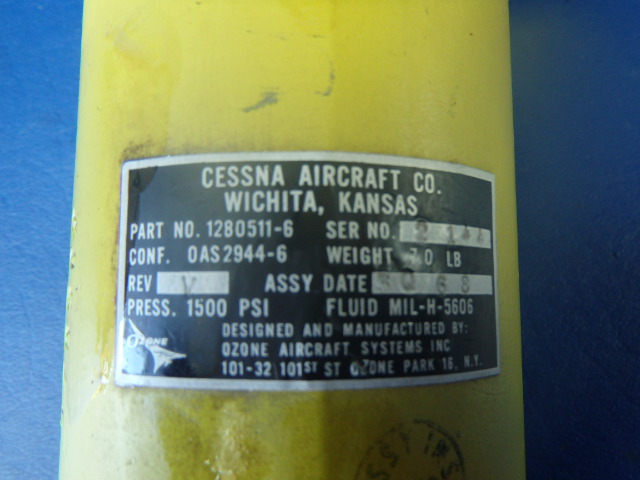 CESSNA AIRCRAFT CO.
WICHITA, KANSAS
PART NO. 1280511-6 SER NO.
CONF. OAS2944-6 WEIGHT 7.0 LB
REV V ASSY DATE 3Q68
PRESS. 1500 PSI FLUID MIL-H-5606
OZONE
DESIGNED AND MANUFACTURED BY:
OZONE AIRCRAFT SYSTEMS INC
101-32 101ST ST OZONE PARK 16, N.Y.